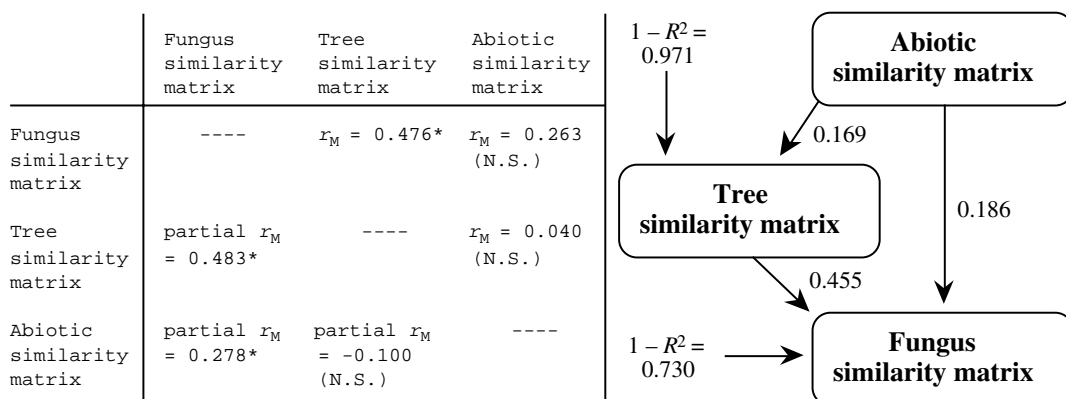 Fungus similarity matrix
Tree similarity matrix
Abiotic similarity matrix
Fungus similarity matrix
----
r_M = 0.476*
r_M = 0.263 (N.S.)
Tree similarity matrix
partial r_M = 0.483*
----
r_M = 0.040 (N.S.)
Abiotic similarity matrix
partial r_M = 0.278*
partial r_M = -0.100 (N.S.)
----
1 – R² =
0.971
Abiotic
similarity matrix
0.169
Tree
similarity matrix
0.186
0.455
1 – R² =
0.730
Fungus
similarity matrix